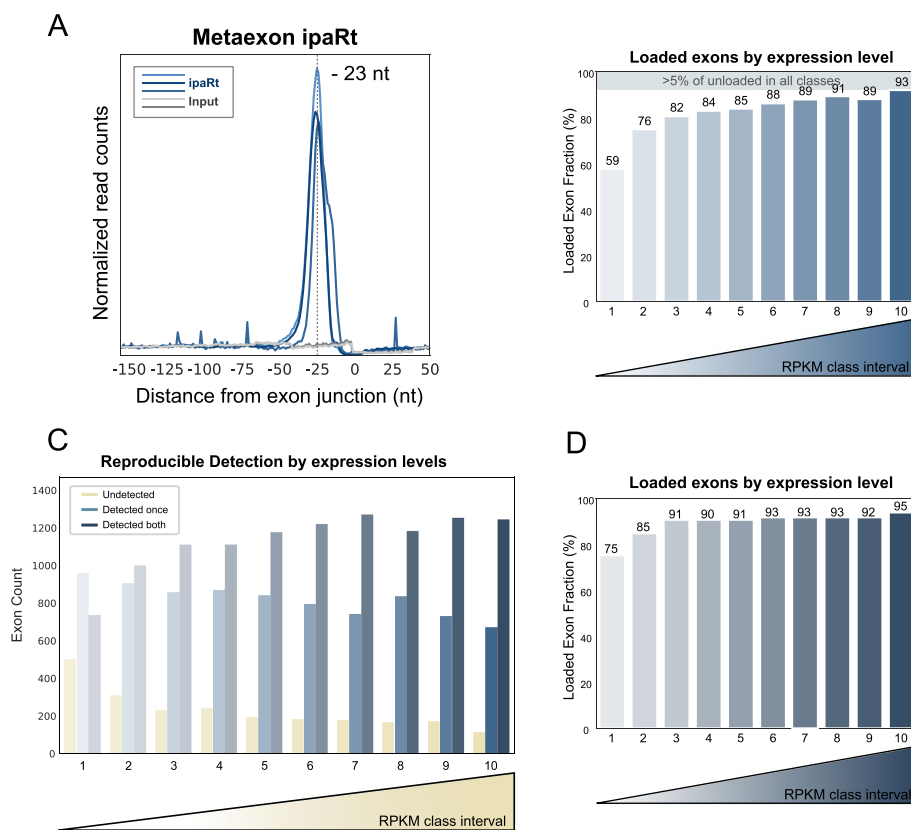 A
Metaexon ipaRt
- 23 nt
ipaRt
Input
Normalized read counts
-150 -125 -100 -75 -50 -25 0 25 50
Distance from exon junction (nt)
Loaded exons by expression level
>5% of unloaded in all classes
Loaded Exon Fraction (%)
100
80
60
40
20
0
59 76 82 84 85 88 89 91 89 93
1 2 3 4 5 6 7 8 9 10
RPKM class interval
C
Reproducible Detection by expression levels
Undetected
Detected once
Detected both
Exon Count
1400
1200
1000
800
600
400
200
0
1 2 3 4 5 6 7 8 9 10
RPKM class interval
D
Loaded exons by expression level
Loaded Exon Fraction (%)
100
80
60
40
20
0
75 85 91 90 91 93 93 93 92 95
1 2 3 4 5 6 7 8 9 10
RPKM class interval